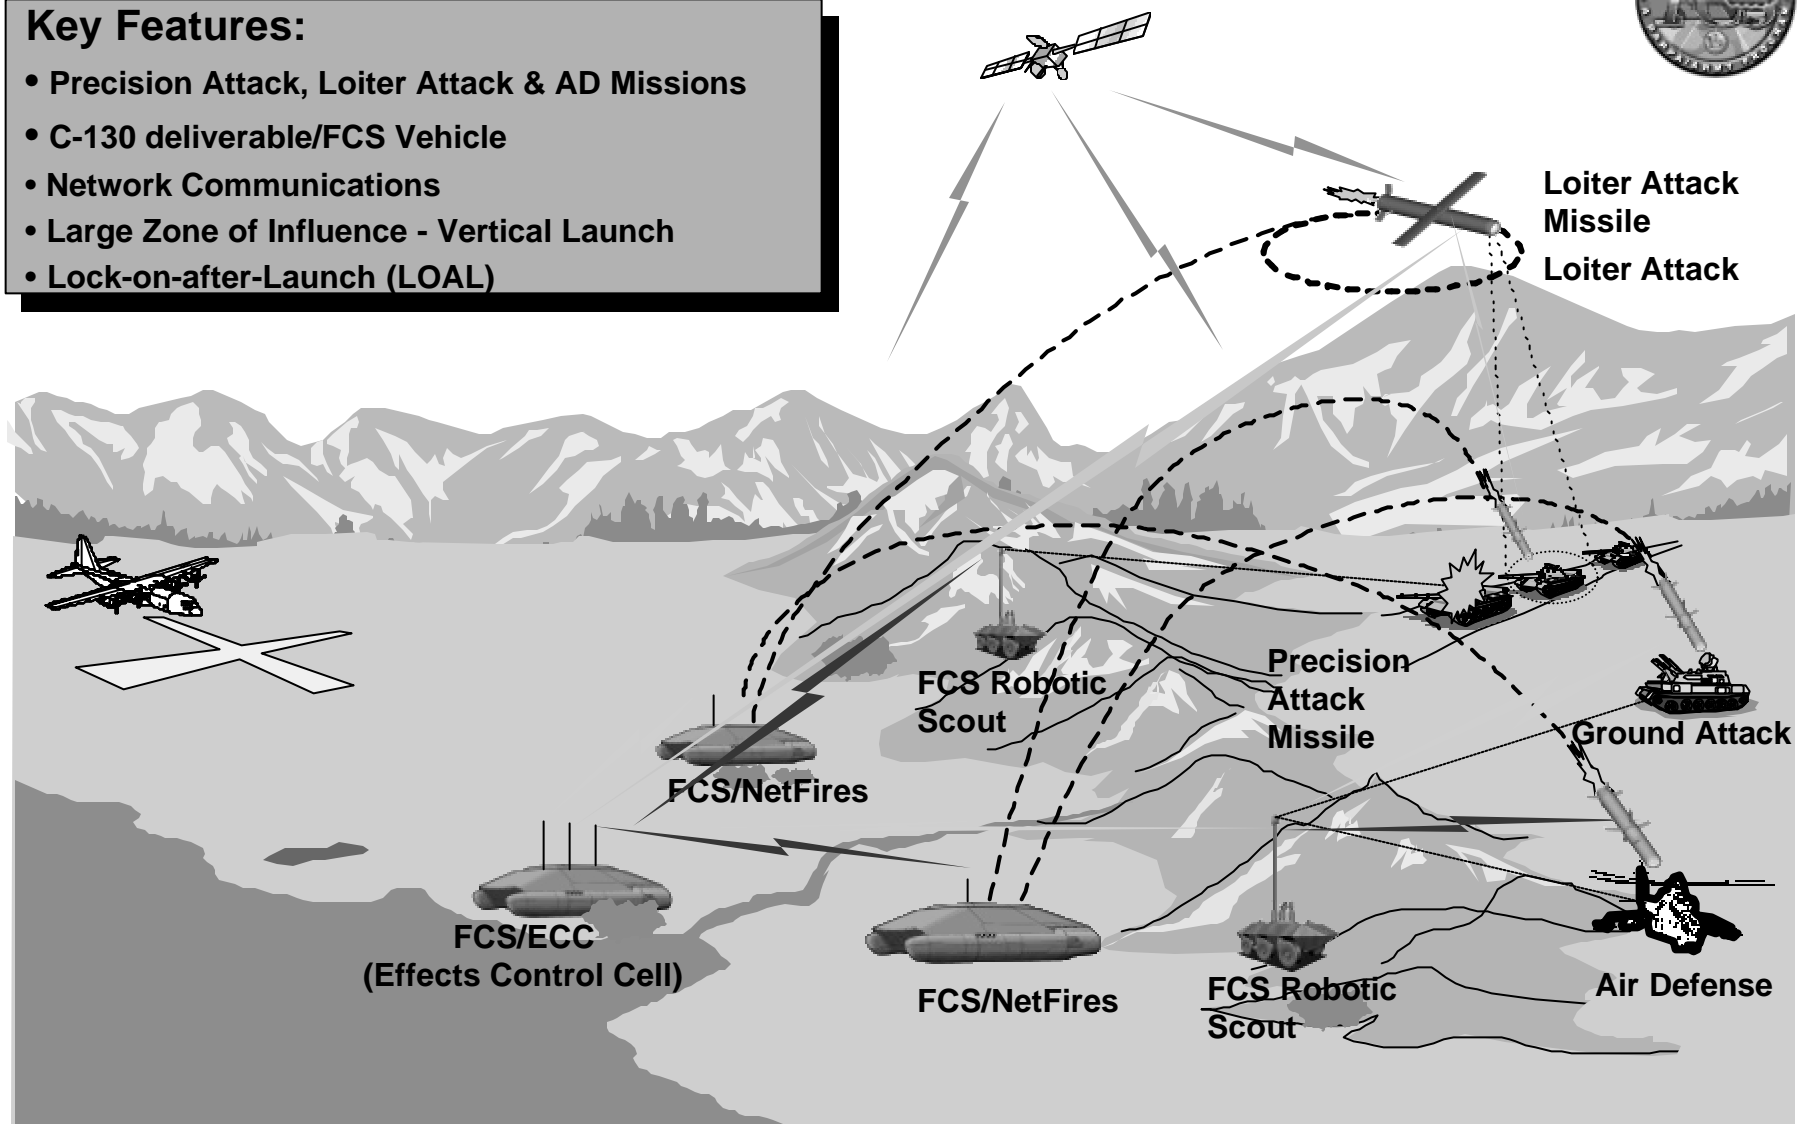 Key Features:
• Precision Attack, Loiter Attack & AD Missions
• C-130 deliverable/FCS Vehicle
• Network Communications
• Large Zone of Influence - Vertical Launch
• Lock-on-after-Launch (LOAL)
Loiter Attack
Missile
Loiter Attack
FCS Robotic
Scout
Precision
Attack
Missile
Ground Attack
FCS/NetFires
FCS/ECC
(Effects Control Cell)
FCS/NetFires
FCS Robotic
Scout
Air Defense